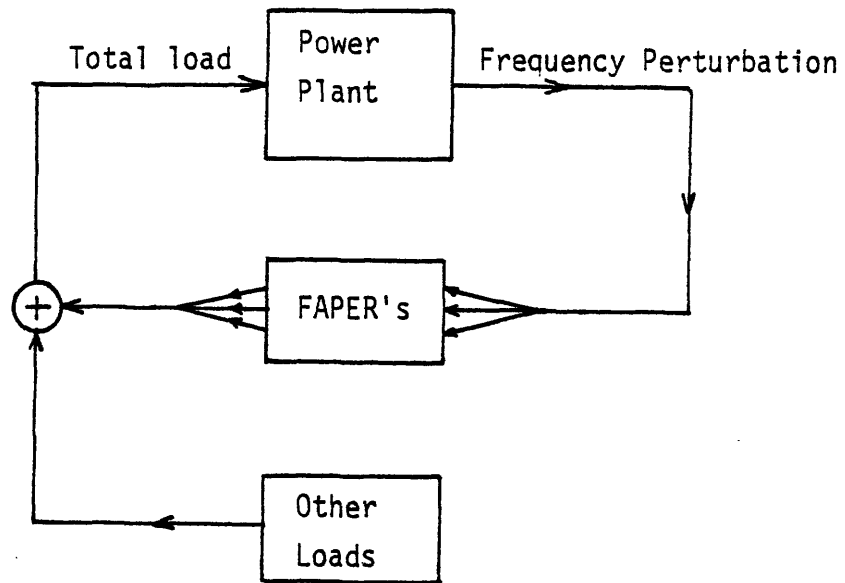 Total load
Power
Plant
Frequency Perturbation
+
FAPER's
Other
Loads